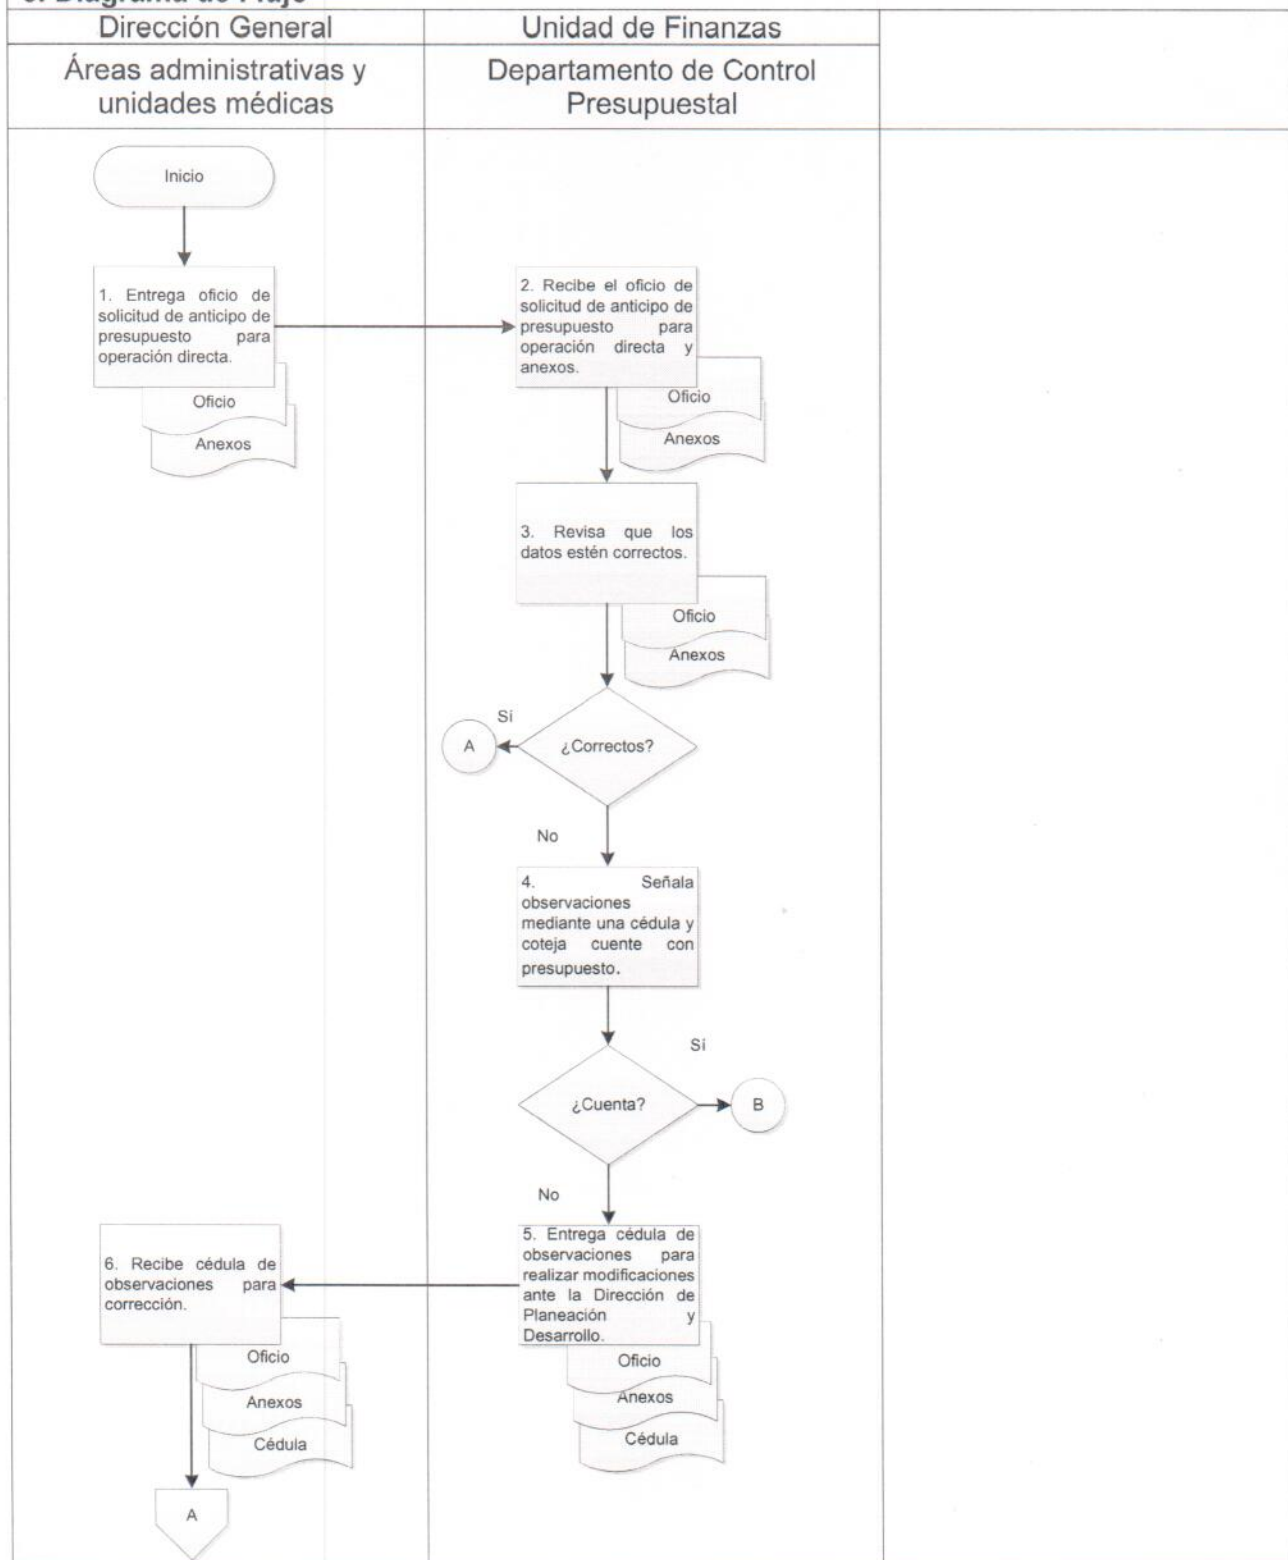 Dirección General
Unidad de Finanzas
Áreas administrativas y
unidades médicas
Departamento de Control
Presupuestal
Inicio
1. Entrega oficio de
solicitud de anticipo de
presupuesto para
operación directa.
Oficio
Anexos
2. Recibe el oficio de
solicitud de anticipo de
presupuesto para
operación directa y
anexos.
Oficio
Anexos
3. Revisa que los
datos estén correctos.
Oficio
Anexos
¿Correctos?
Sí
A
No
4. Señala
observaciones
mediante una cédula y
coteja cuente con
presupuesto.
¿Cuenta?
Sí
B
No
5. Entrega cédula de
observaciones para
realizar modificaciones
ante la Dirección de
Planeación y
Desarrollo.
Oficio
Anexos
Cédula
6. Recibe cédula de
observaciones para
corrección.
Oficio
Anexos
Cédula
A